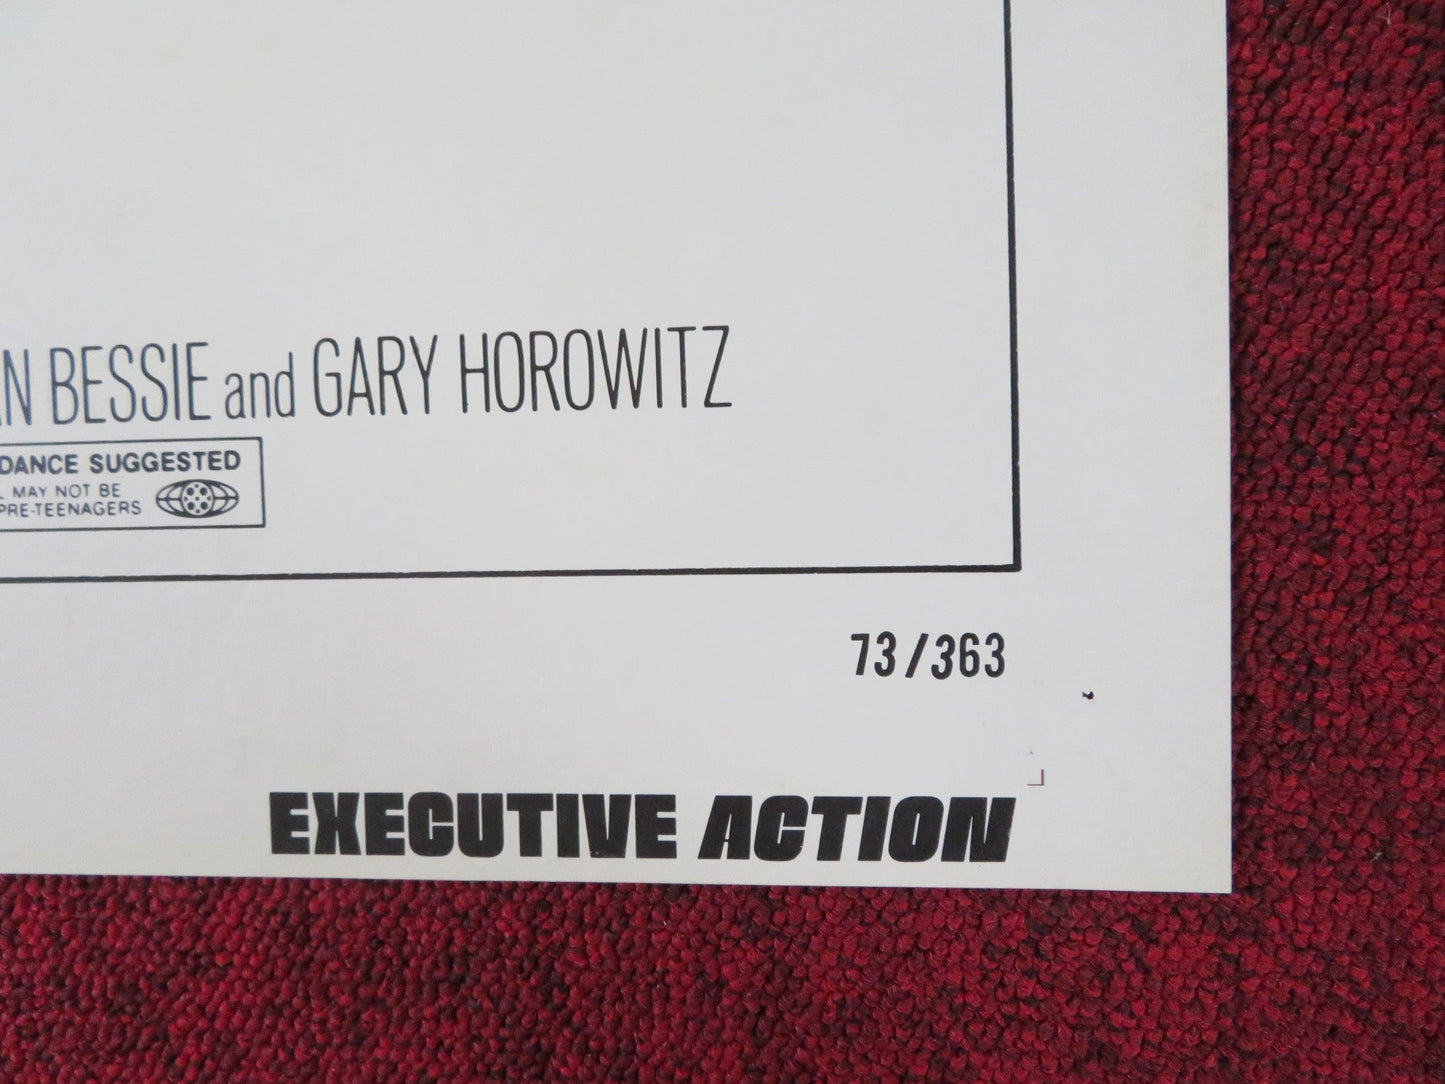 N BESSIE and GARY HOROWITZ
DANCE SUGGESTED
MAY NOT BE
PRE-TEENAGERS
73/363
EXECUTIVE ACTION